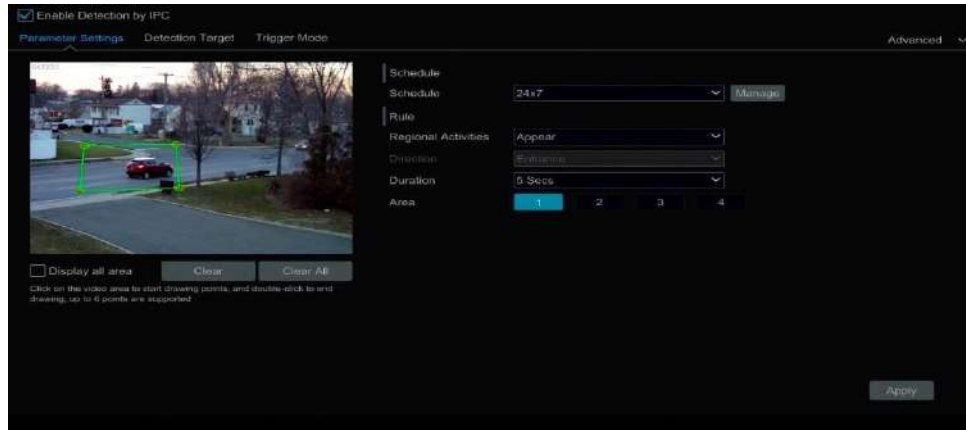 Enable Detection by IPC
Parameter Settings Detection Target Trigger Mode Advanced
Schedule
Schedule 24x7 Manage
Rule
Regional Activities Appear
Direction Entrance
Duration 5 Secs
Area 1 2 3 4
Display all area Clear Clear All
Click on the video area to start drawing points, and double-click to end
drawing, up to 6 points are supported
Apply